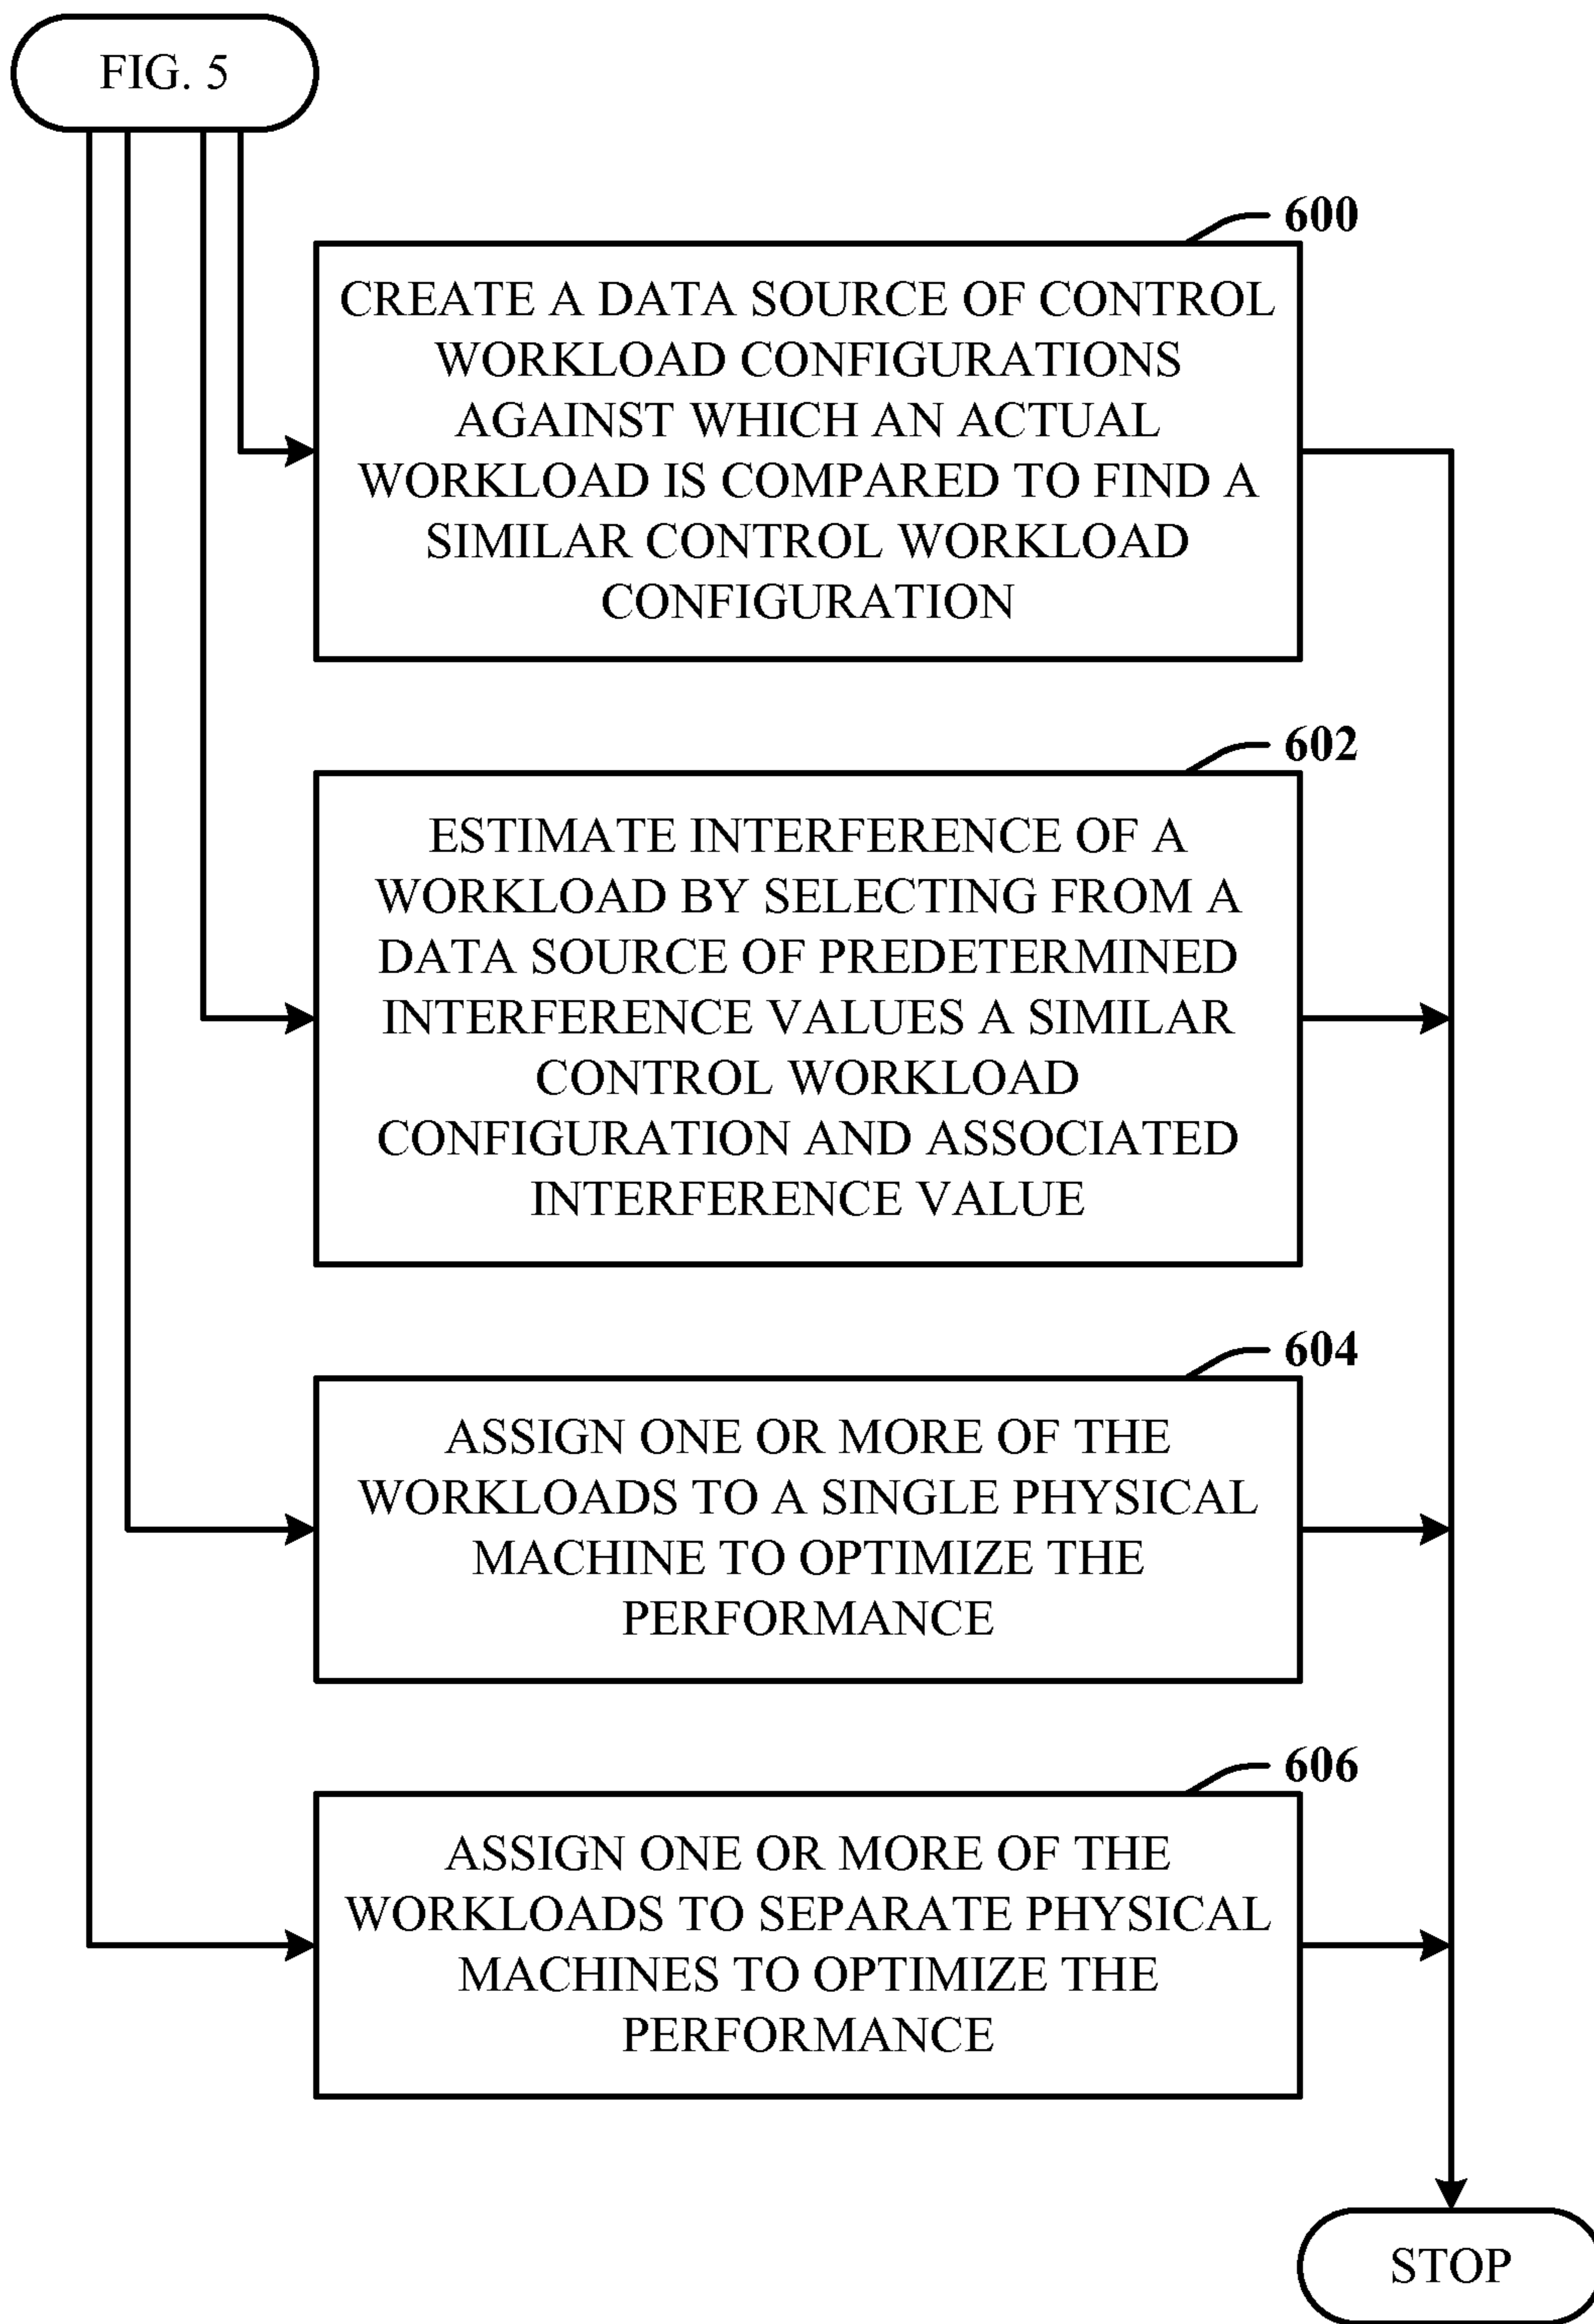 FIG. 5
600
CREATE A DATA SOURCE OF CONTROL
WORKLOAD CONFIGURATIONS
AGAINST WHICH AN ACTUAL
WORKLOAD IS COMPARED TO FIND A
SIMILAR CONTROL WORKLOAD
CONFIGURATION
602
ESTIMATE INTERFERENCE OF A
WORKLOAD BY SELECTING FROM A
DATA SOURCE OF PREDETERMINED
INTERFERENCE VALUES A SIMILAR
CONTROL WORKLOAD
CONFIGURATION AND ASSOCIATED
INTERFERENCE VALUE
604
ASSIGN ONE OR MORE OF THE
WORKLOADS TO A SINGLE PHYSICAL
MACHINE TO OPTIMIZE THE
PERFORMANCE
606
ASSIGN ONE OR MORE OF THE
WORKLOADS TO SEPARATE PHYSICAL
MACHINES TO OPTIMIZE THE
PERFORMANCE
STOP